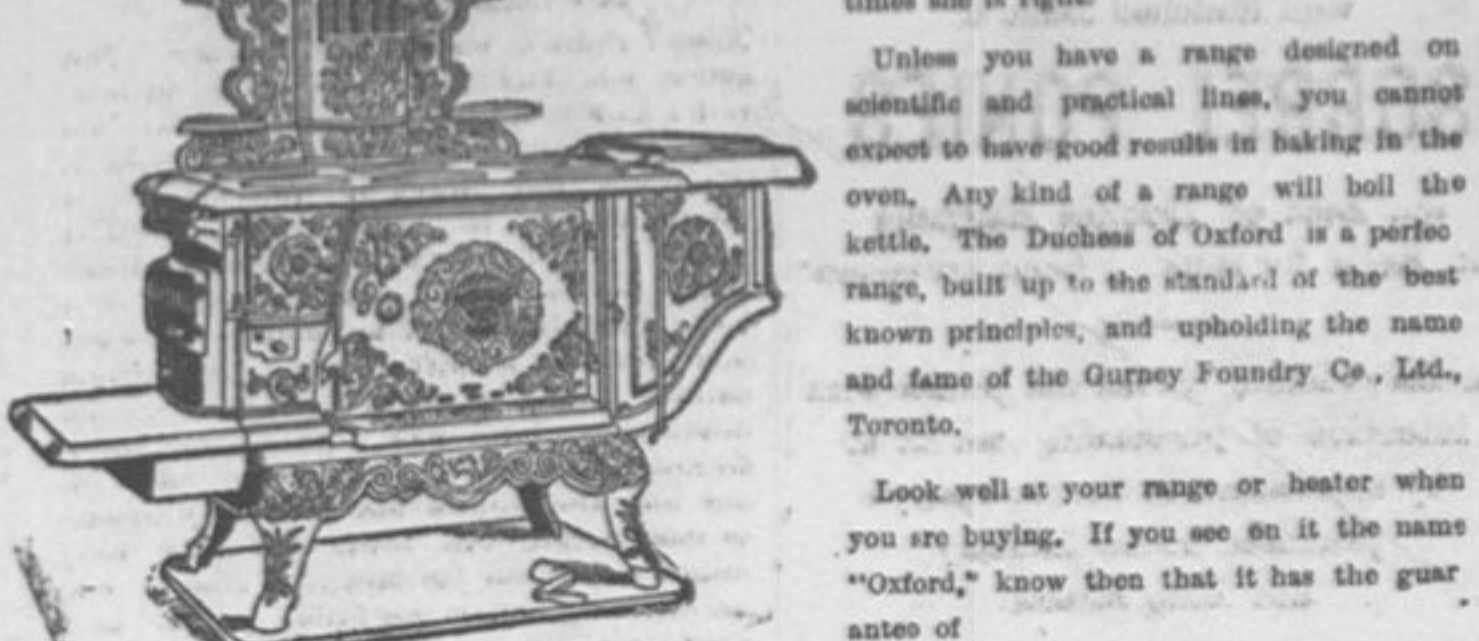 times she is right.
Unless you have a range designed on
scientific and practical lines, you cannot
expect to have good results in baking in the
oven. Any kind of a range will boil the
kettle. The Duchess of Oxford is a perfec
range, built up to the standard of the best
known principles, and upholding the name
and fame of the Gurney Foundry Co., Ltd.,
Toronto.
Look well at your range or heater when
you are buying. If you see on it the name
"Oxford," know then that it has the guar
antee of